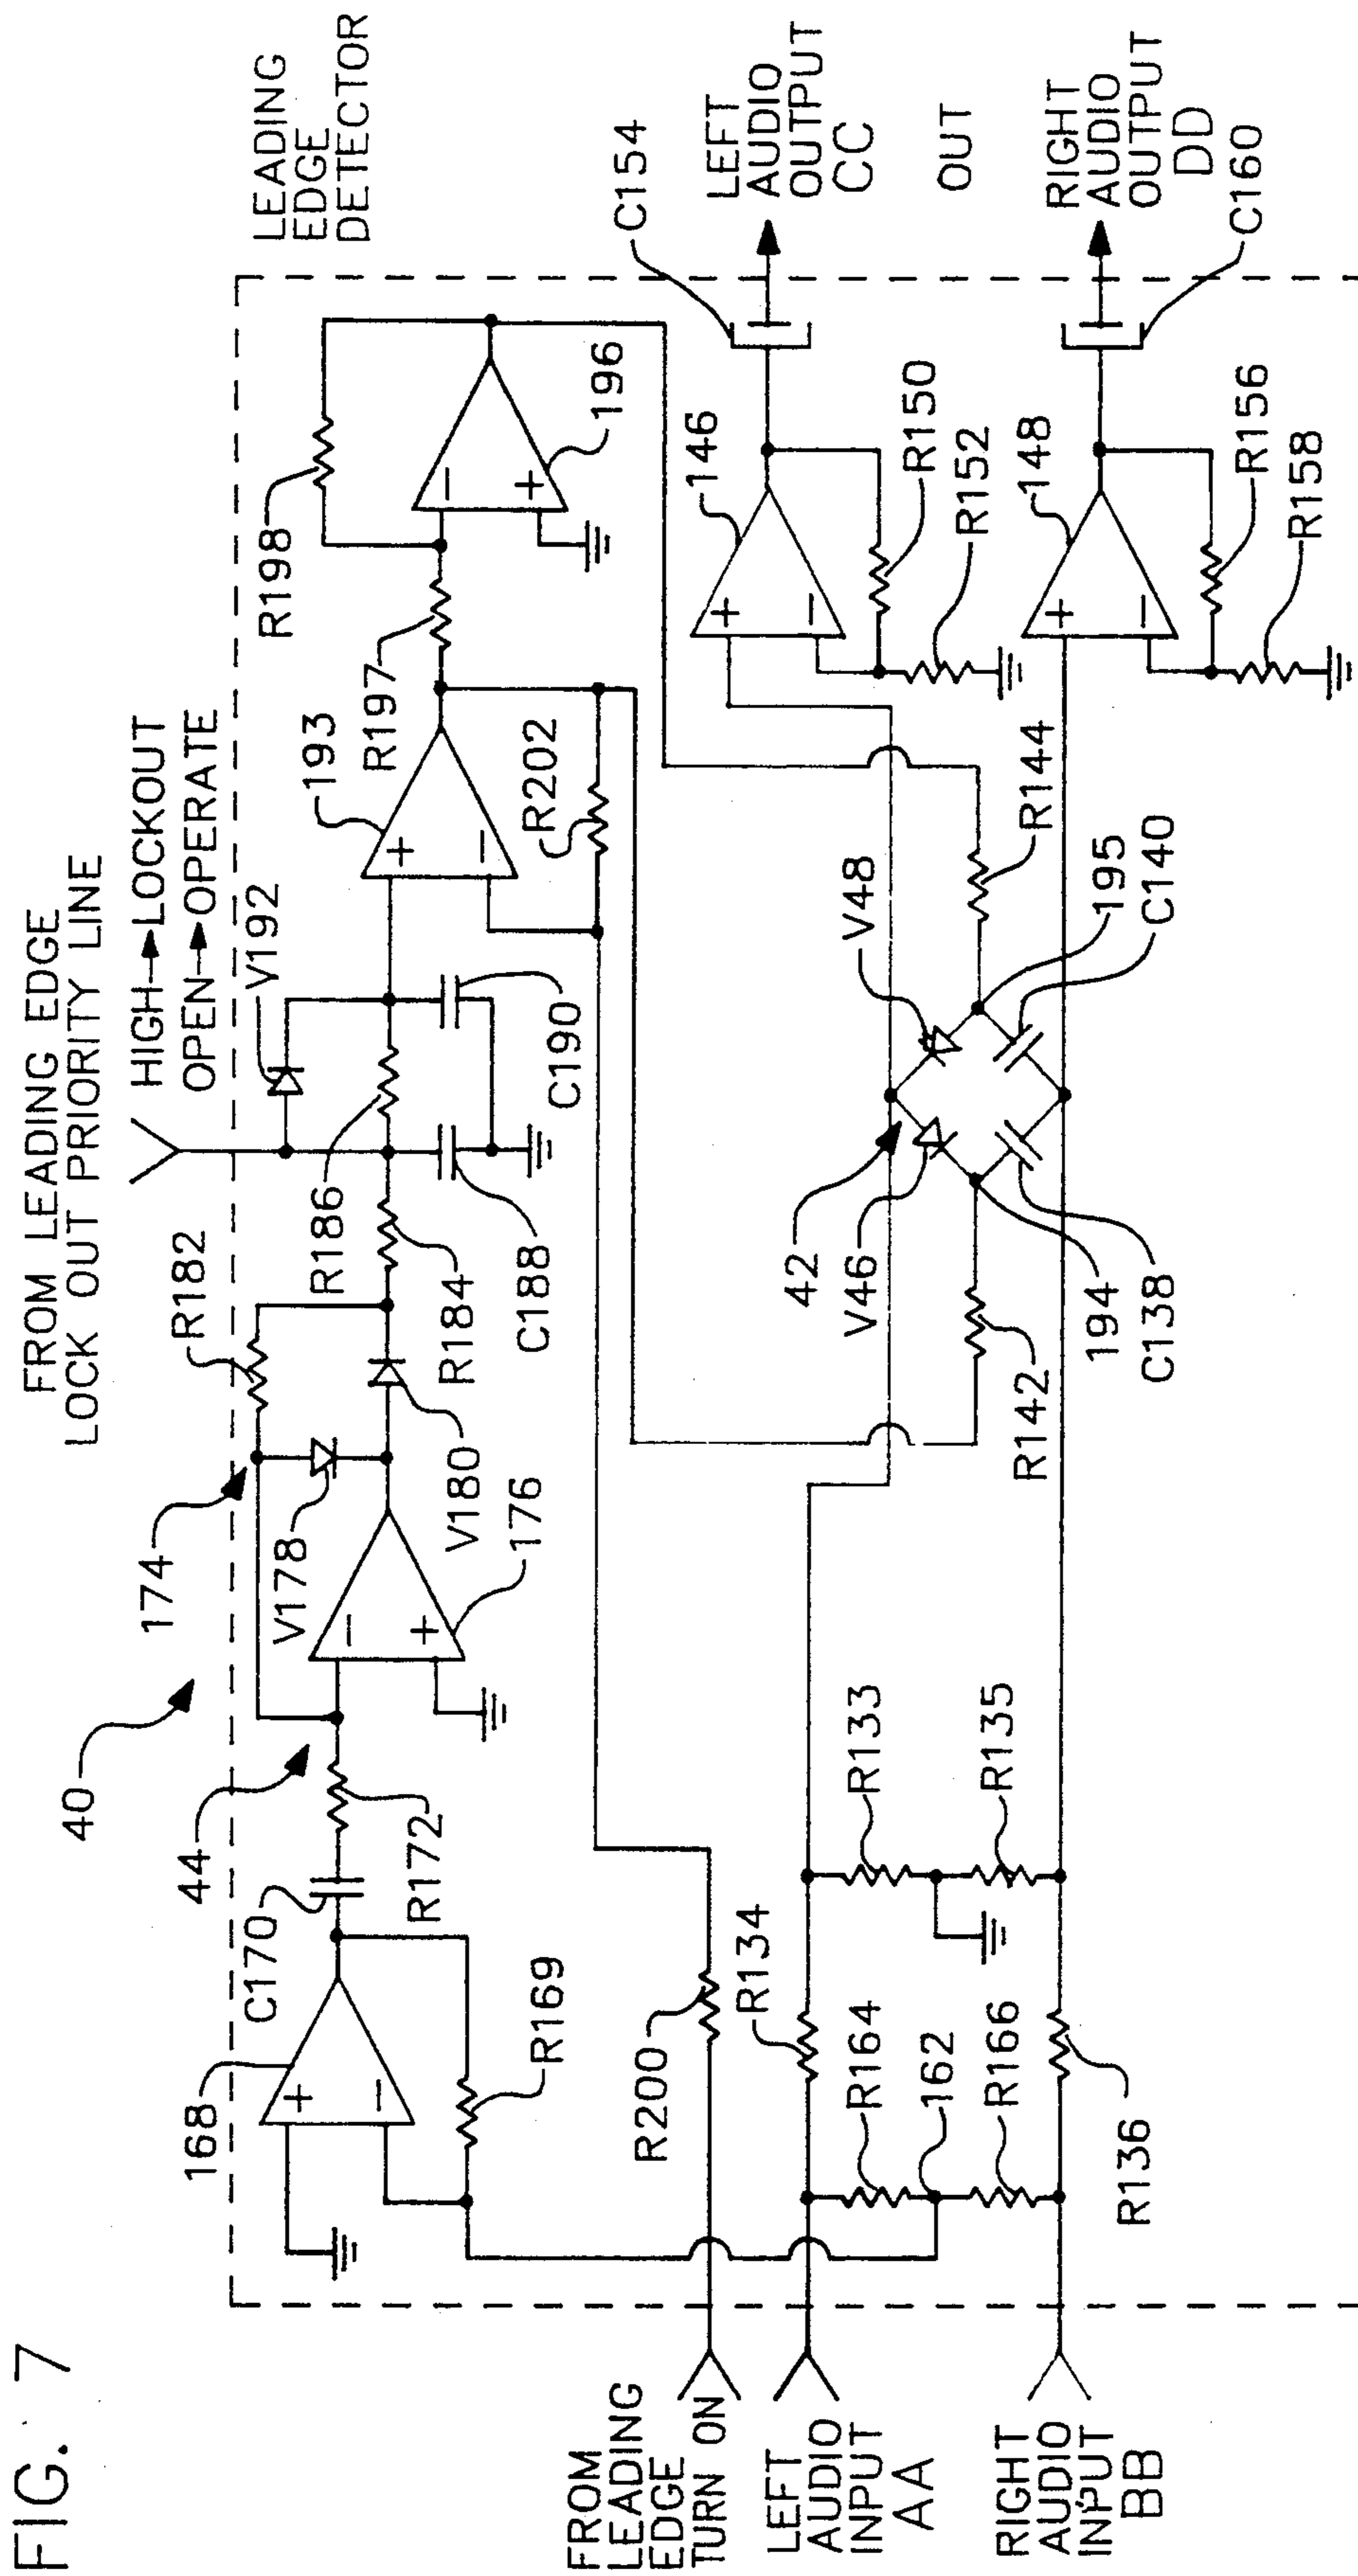 FIG. 7
FROM LEADING EDGE
LOCK OUT PRIORITY LINE
HIGH→LOCKOUT
OPEN→OPERATE
LEADING
EDGE
DETECTOR
40
174
R182
V192
44
168
C170
R172
V178
V180
176
R186
R184
C188
C190
193
R197
R198
196
R202
R169
+
−
−
+
+
−
−
+
FROM
LEADING
EDGE
TURN ON
R200
LEFT
AUDIO
INPUT
AA
R134
R164
162
R166
R133
R135
RIGHT
AUDIO
INPUT
BB
R136
42
V46
V48
R142
194
C138
R144
195
C140
146
+
−
R150
R152
C154
148
+
−
R156
R158
C160
LEFT
AUDIO
OUTPUT
CC
OUT
RIGHT
AUDIO
OUTPUT
DD